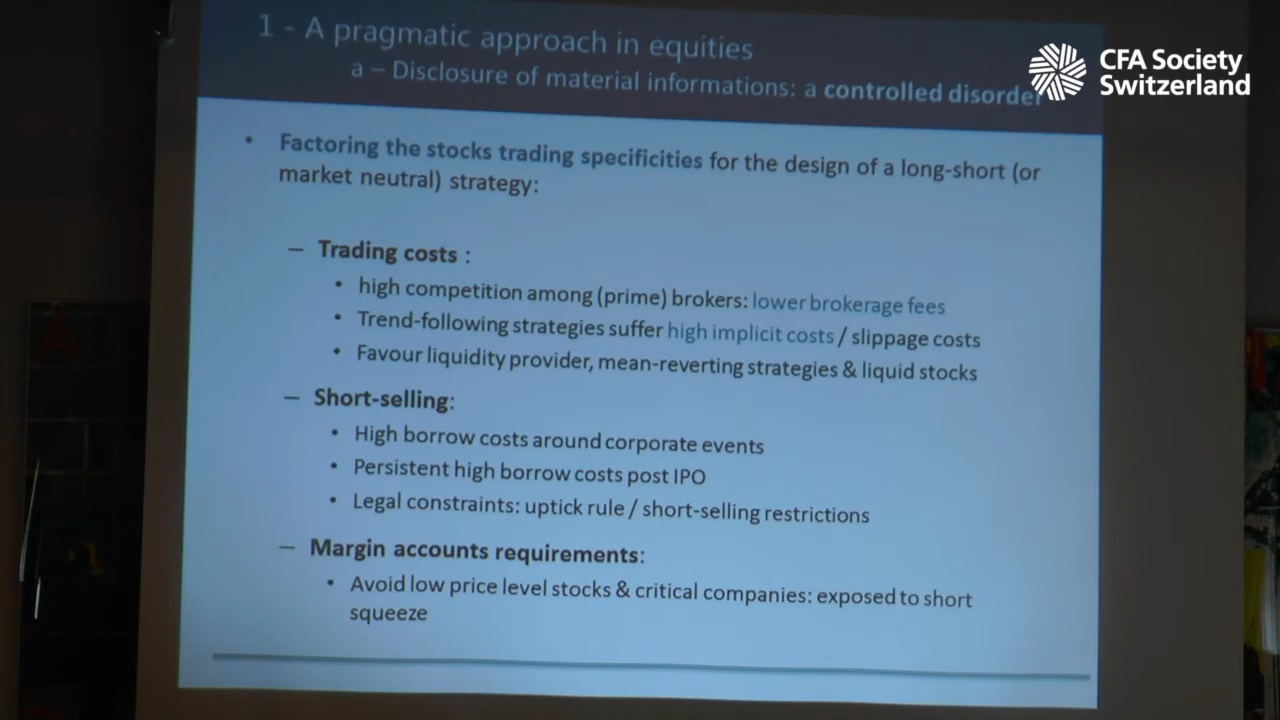 1 - A pragmatic approach in equities
a – Disclosure of material informations: a controlled disorder
CFA Society
Switzerland
• Factoring the stocks trading specificities for the design of a long-short (or
market neutral) strategy:
– Trading costs :
• high competition among (prime) brokers: lower brokerage fees
• Trend-following strategies suffer high implicit costs / slippage costs
• Favour liquidity provider, mean-reverting strategies & liquid stocks
– Short-selling:
• High borrow costs around corporate events
• Persistent high borrow costs post IPO
• Legal constraints: uptick rule / short-selling restrictions
– Margin accounts requirements:
• Avoid low price level stocks & critical companies: exposed to short
squeeze